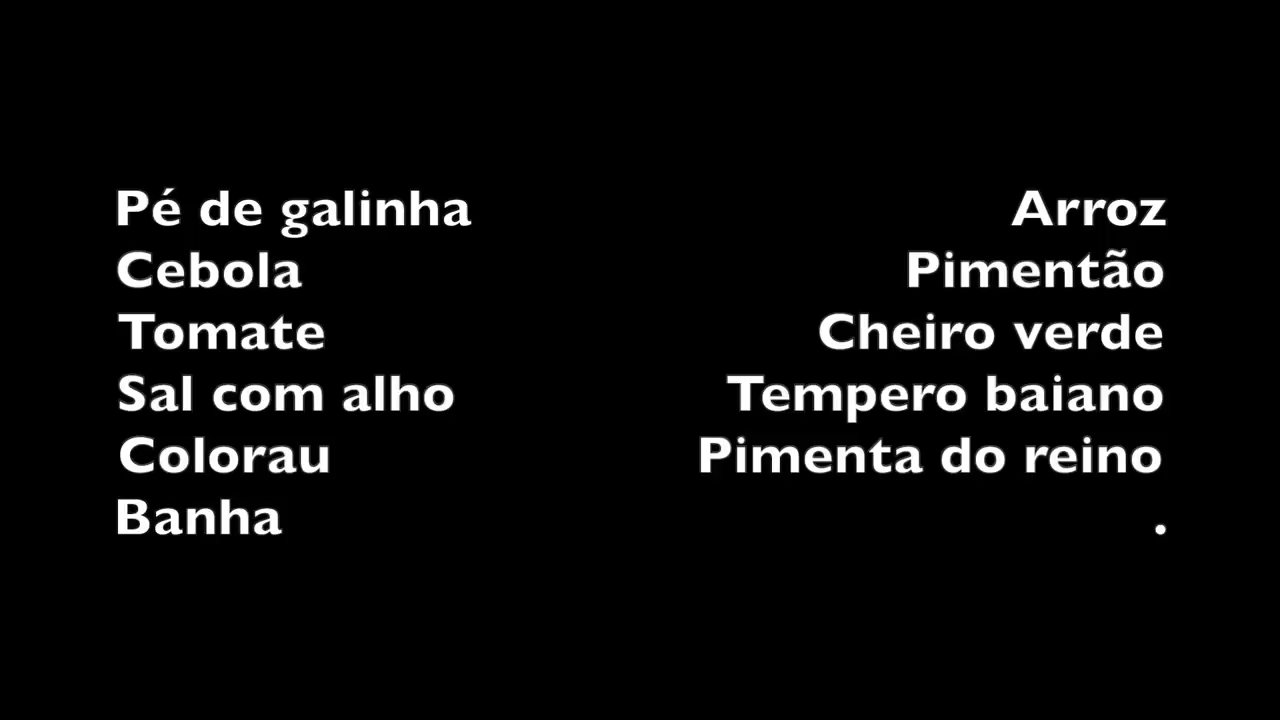 Pé de galinha
Cebola
Tomate
Sal com alho
Colorau
Banha
Arroz
Pimentão
Cheiro verde
Tempero baiano
Pimenta do reino
.